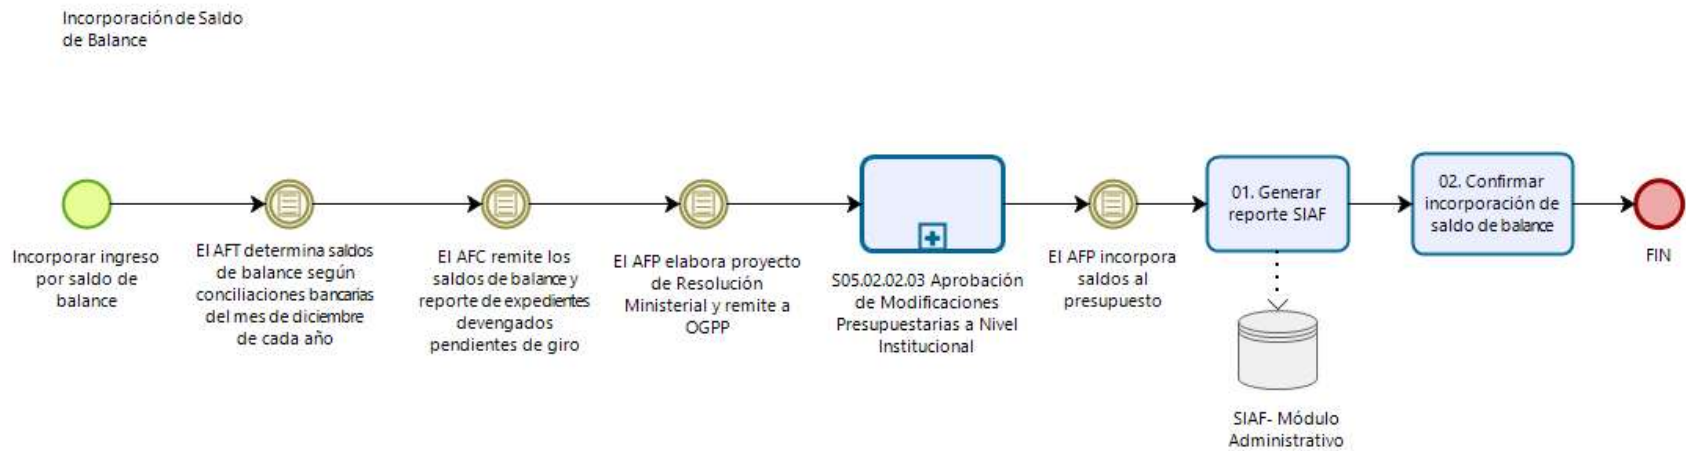 Incorporación de Saldo
de Balance
Incorporar ingreso
por saldo de
balance
El AFT determina saldos
de balance según
conciliaciones bancarias
del mes de diciembre
de cada año
El AFC remite los
saldos de balance y
reporte de expedientes
devengados
pendientes de giro
El AFP elabora proyecto
de Resolución
Ministerial y remite a
OGPP
S05.02.02.03 Aprobación
de Modificaciones
Presupuestarias a Nivel
Institucional
El AFP incorpora
saldos al
presupuesto
01. Generar
reporte SIAF
SIAF- Módulo
Administrativo
02. Confirmar
incorporación de
saldo de balance
FIN